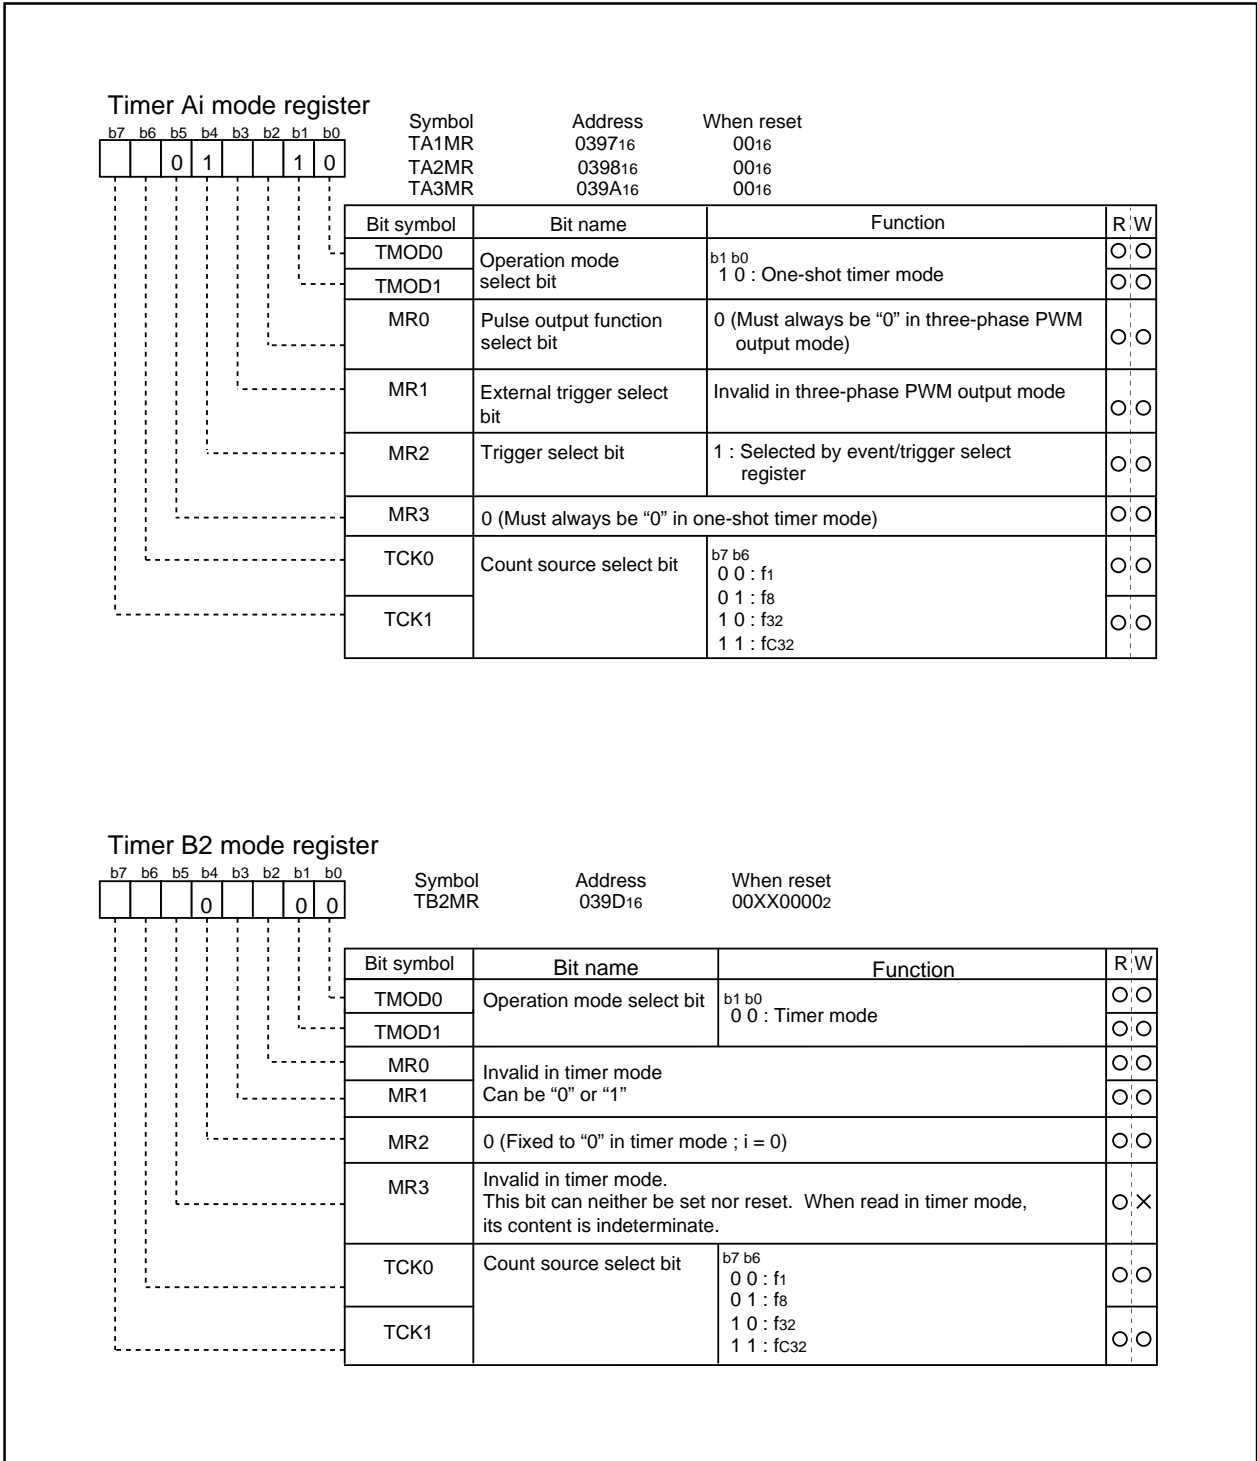 Timer Ai mode register
Symbol Address When reset
b7 b6 b5 b4 b3 b2 b1 b0
TA1MR 039716 0016
0 1 1 0
TA2MR 039816 0016
TA3MR 039A16 0016
Bit symbol Bit name Function R W
TMOD0 Operation mode b1 b0
TMOD1 select bit 1 0 : One-shot timer mode
MR0 Pulse output function 0 (Must always be “0” in three-phase PWM
select bit output mode)
MR1 External trigger select Invalid in three-phase PWM output mode
bit
MR2 Trigger select bit 1 : Selected by event/trigger select
register
MR3 0 (Must always be “0” in one-shot timer mode)
TCK0 Count source select bit b7 b6
0 0 : f1
0 1 : f8
TCK1 1 0 : f32
1 1 : fC32
Timer B2 mode register
b7 b6 b5 b4 b3 b2 b1 b0
Symbol Address When reset
0 0 0
TB2MR 039D16 00XX00002
Bit symbol Bit name Function R W
TMOD0 Operation mode select bit b1 b0
0 0 : Timer mode
TMOD1
MR0 Invalid in timer mode
MR1 Can be “0” or “1”
MR2 0 (Fixed to “0” in timer mode ; i = 0)
MR3 Invalid in timer mode.
This bit can neither be set nor reset. When read in timer mode,
its content is indeterminate.
TCK0 Count source select bit b7 b6
0 0 : f1
0 1 : f8
TCK1 1 0 : f32
1 1 : fC32